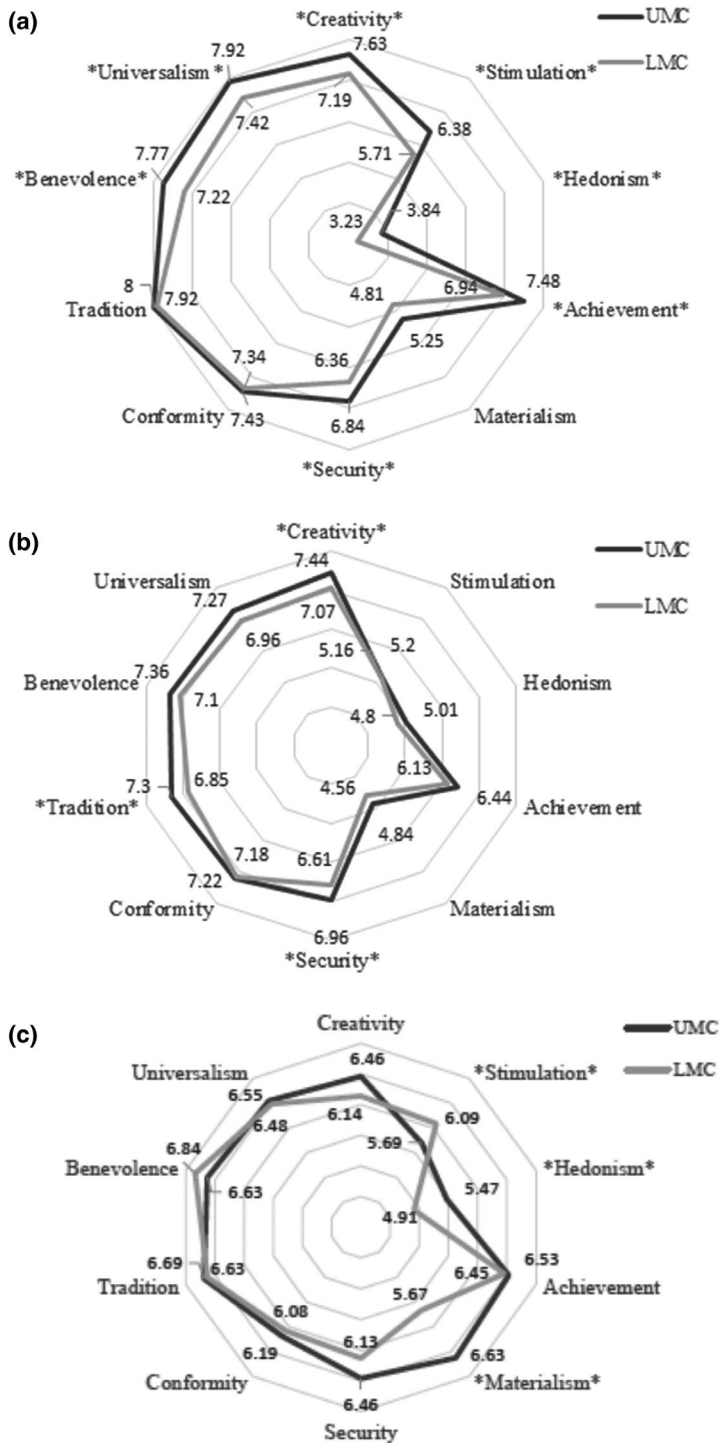 (a)
UMC
LMC
*Creativity*
7.63
7.19
*Stimulation*
6.38
5.71
*Hedonism*
3.84
3.23
*Achievement*
7.48
6.94
Materialism
5.25
4.81
*Security*
6.84
6.36
Conformity
7.43
7.34
Tradition
8
7.92
*Benevolence*
7.77
7.22
*Universalism*
7.92
7.42
(b)
UMC
LMC
*Creativity*
7.44
7.07
Stimulation
5.2
5.16
Hedonism
5.01
4.8
Achievement
6.44
6.13
Materialism
4.84
4.56
*Security*
6.96
6.61
Conformity
7.22
7.18
*Tradition*
7.3
6.85
Benevolence
7.36
7.1
Universalism
7.27
6.96
(c)
UMC
LMC
Creativity
6.46
6.14
*Stimulation*
6.09
5.69
*Hedonism*
5.47
4.91
Achievement
6.53
6.45
*Materialism*
6.63
5.67
Security
6.46
6.13
Conformity
6.19
6.08
Tradition
6.69
6.63
Benevolence
6.84
6.63
Universalism
6.55
6.48